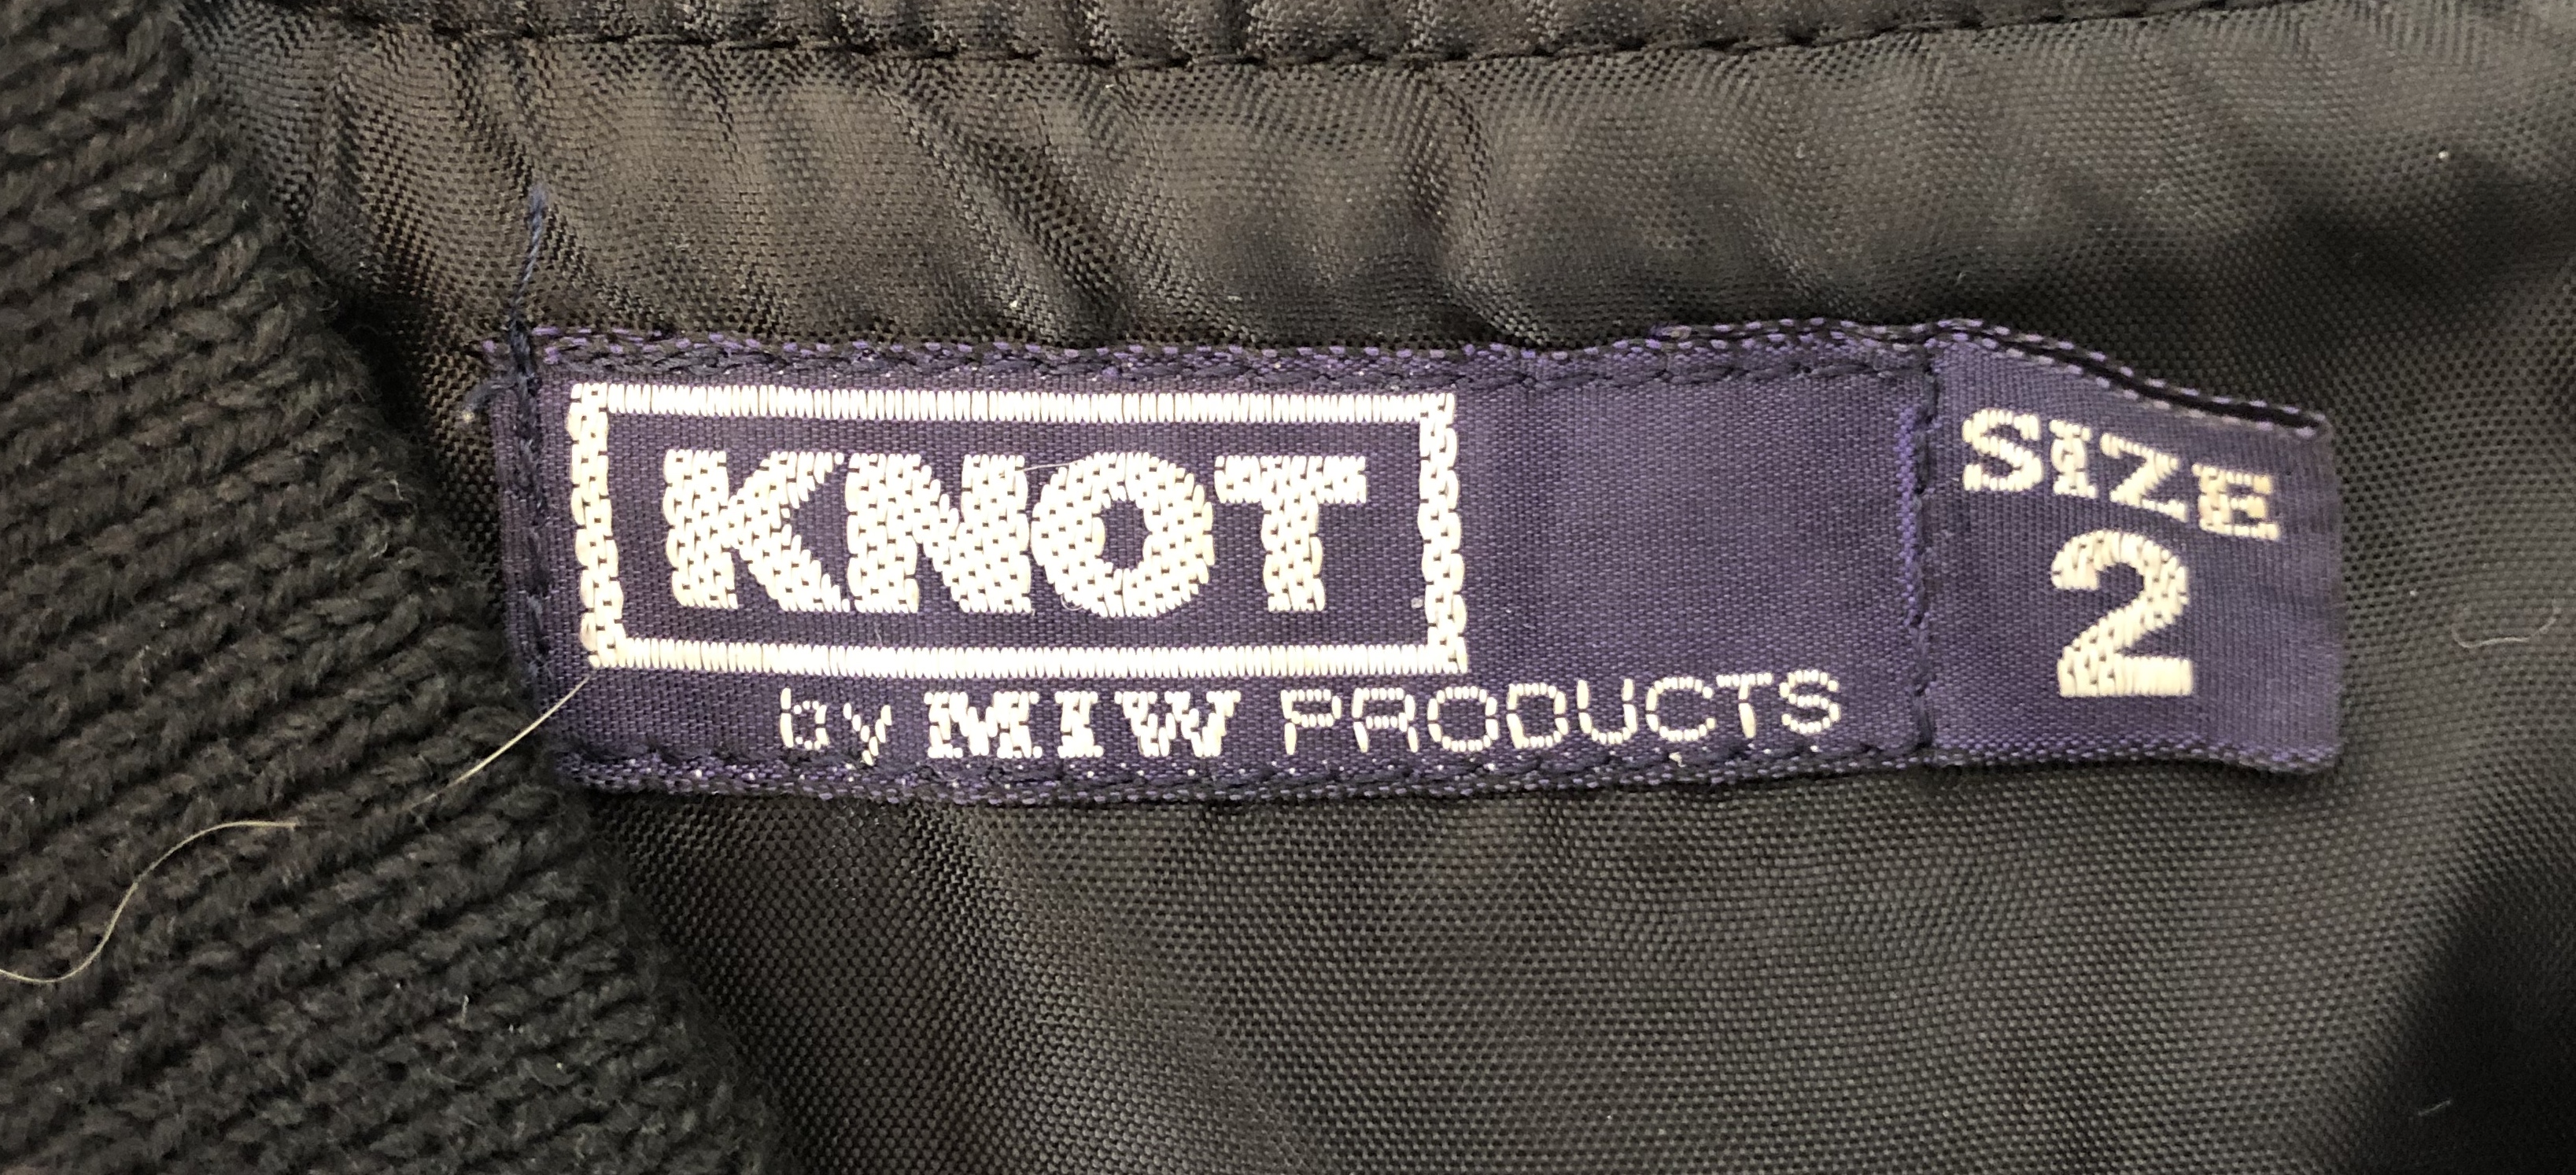 KNOT
by MIW PRODUCTS
SIZE
2